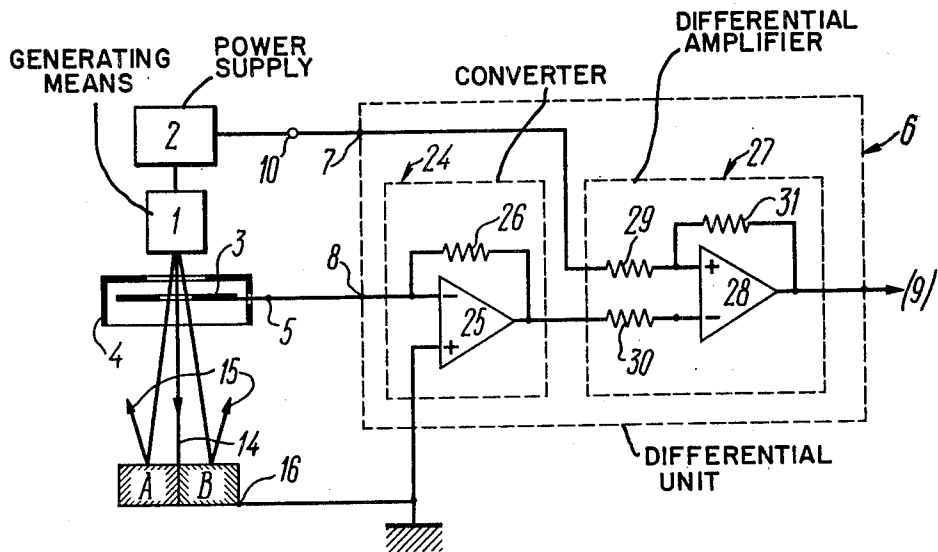 DIFFERENTIAL
AMPLIFIER
POWER
SUPPLY
GENERATING
MEANS
CONVERTER
2
10
7
24
27
6
1
26
29
31
3
8
+
28
−
(9)
−
25
+
30
4
5
15
14
A
B
16
DIFFERENTIAL
UNIT